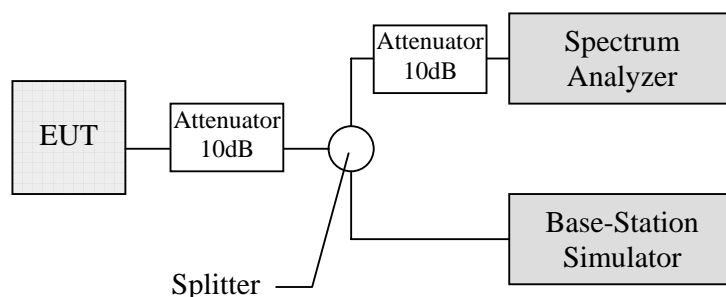 EUT
Attenuator
10dB
Attenuator
10dB
Spectrum
Analyzer
Base-Station
Simulator
Splitter